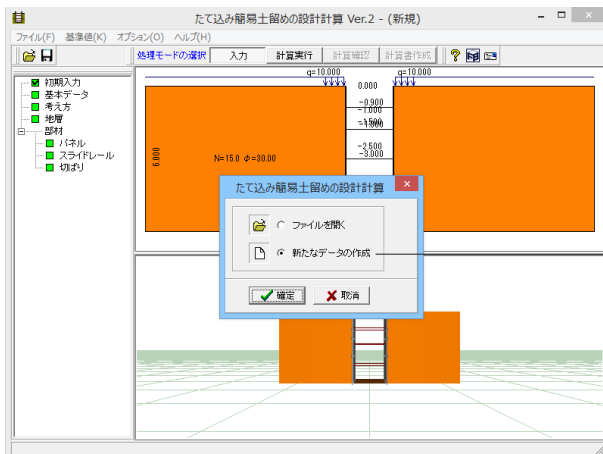 たて込み簡易土留めの設計計算 Ver.2 - (新規)
ファイル(F) 基準値(K) オプション(O) ヘルプ(H)
処理モードの選択 入力 計算実行 計算確認 計算書作成
初期入力
基本データ
考え方
地層
部材
パネル
スライドレール
切ばり
q=10.000 q=10.000
0.000
-0.900
-1.000
-3.000
-2.500
6.000
N=15.0 φ=30.00
たて込み簡易土留めの設計計算
ファイルを開く
新たなデータの作成
確定 取消